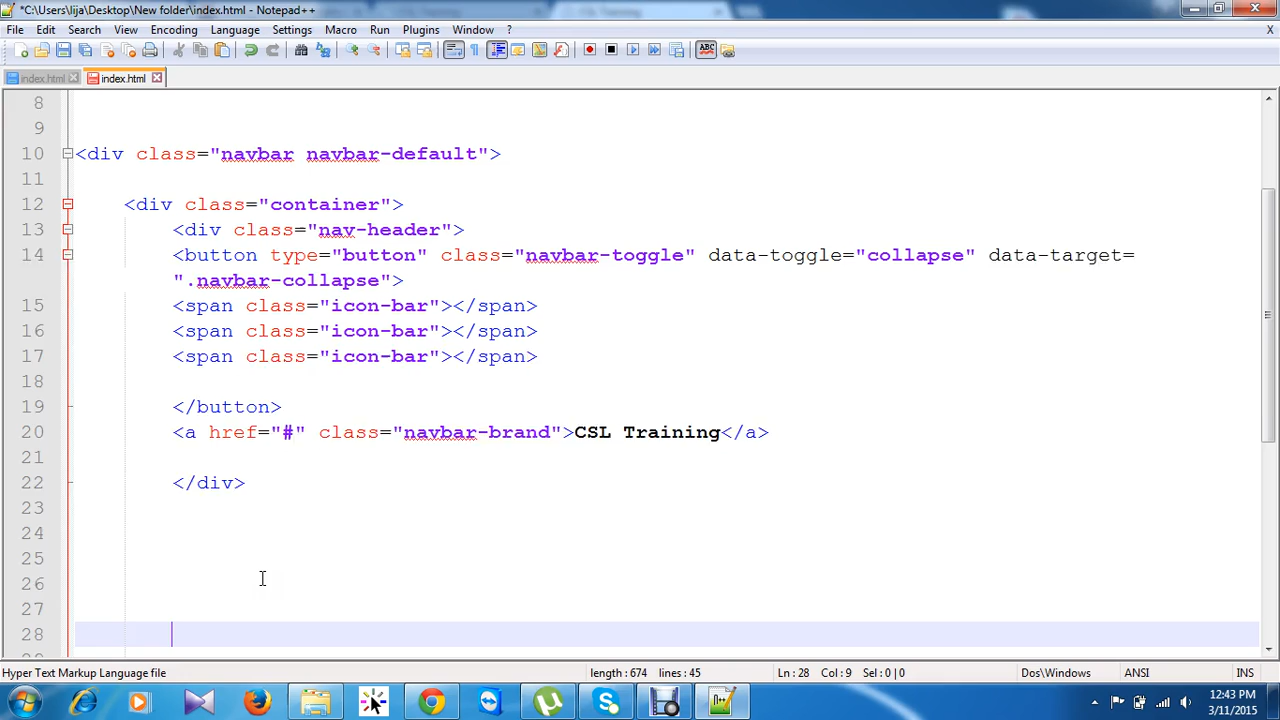 *C:\Users\lija\Desktop\New folder\index.html - Notepad++
File Edit Search View Encoding Language Settings Macro Run Plugins Window ? X
ABC
index.html index.html
8
9
10 <div class="navbar navbar-default">
11
12 <div class="container">
13 <div class="nav-header">
14 <button type="button" class="navbar-toggle" data-toggle="collapse" data-target=
".navbar-collapse">
15 <span class="icon-bar"></span>
16 <span class="icon-bar"></span>
17 <span class="icon-bar"></span>
18
19 </button>
20 <a href="#" class="navbar-brand">CSL Training</a>
21
22 </div>
23
24
25
26
27
28
Hyper Text Markup Language file length : 674 lines : 45 Ln : 28 Col : 9 Sel : 0 | 0 Dos\Windows ANSI INS
12:43 PM
3/11/2015